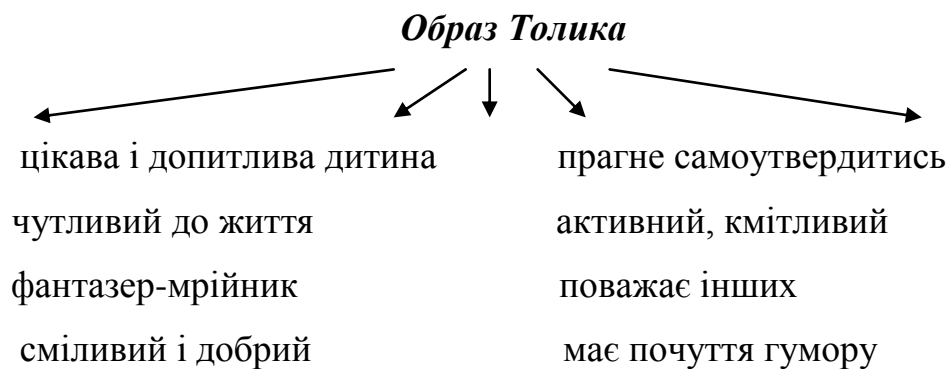 Образ Толика
цікава і допитлива дитина прагне самоутвердитись
чутливий до життя активний, кмітливий
фантазер-мрійник поважає інших
сміливий і добрий має почуття гумору